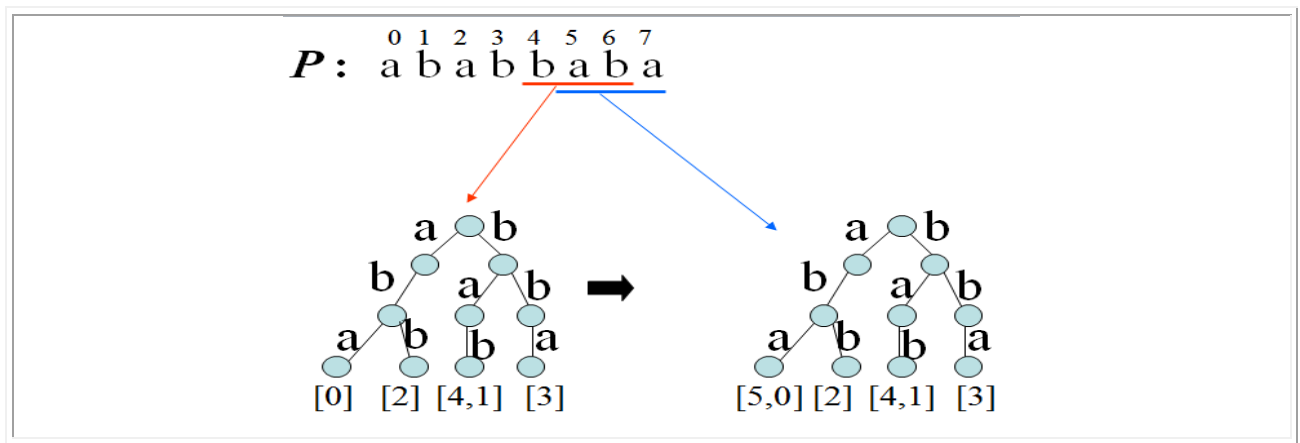 0 1 2 3 4 5 6 7
P : a b a b b a b a
a b a b
b a b b a b
a b b a a b b a
[0] [2] [4,1] [3] [5,0] [2] [4,1] [3]